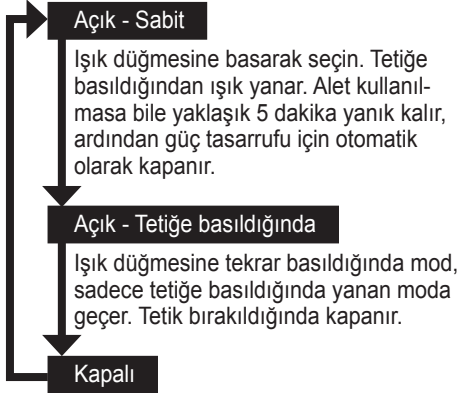 Açık - Sabit
Işık düğmesine basarak seçin. Tetiğe
basıldığından ışık yanar. Alet kullanıl-
masa bile yaklaşık 5 dakika yanık kalır,
ardından güç tasarrufu için otomatik
olarak kapanır.
Açık - Tetiğe basıldığında
Işık düğmesine tekrar basıldığında mod,
sadece tetiğe basıldığında yanan moda
geçer. Tetik bırakıldığında kapanır.
Kapalı